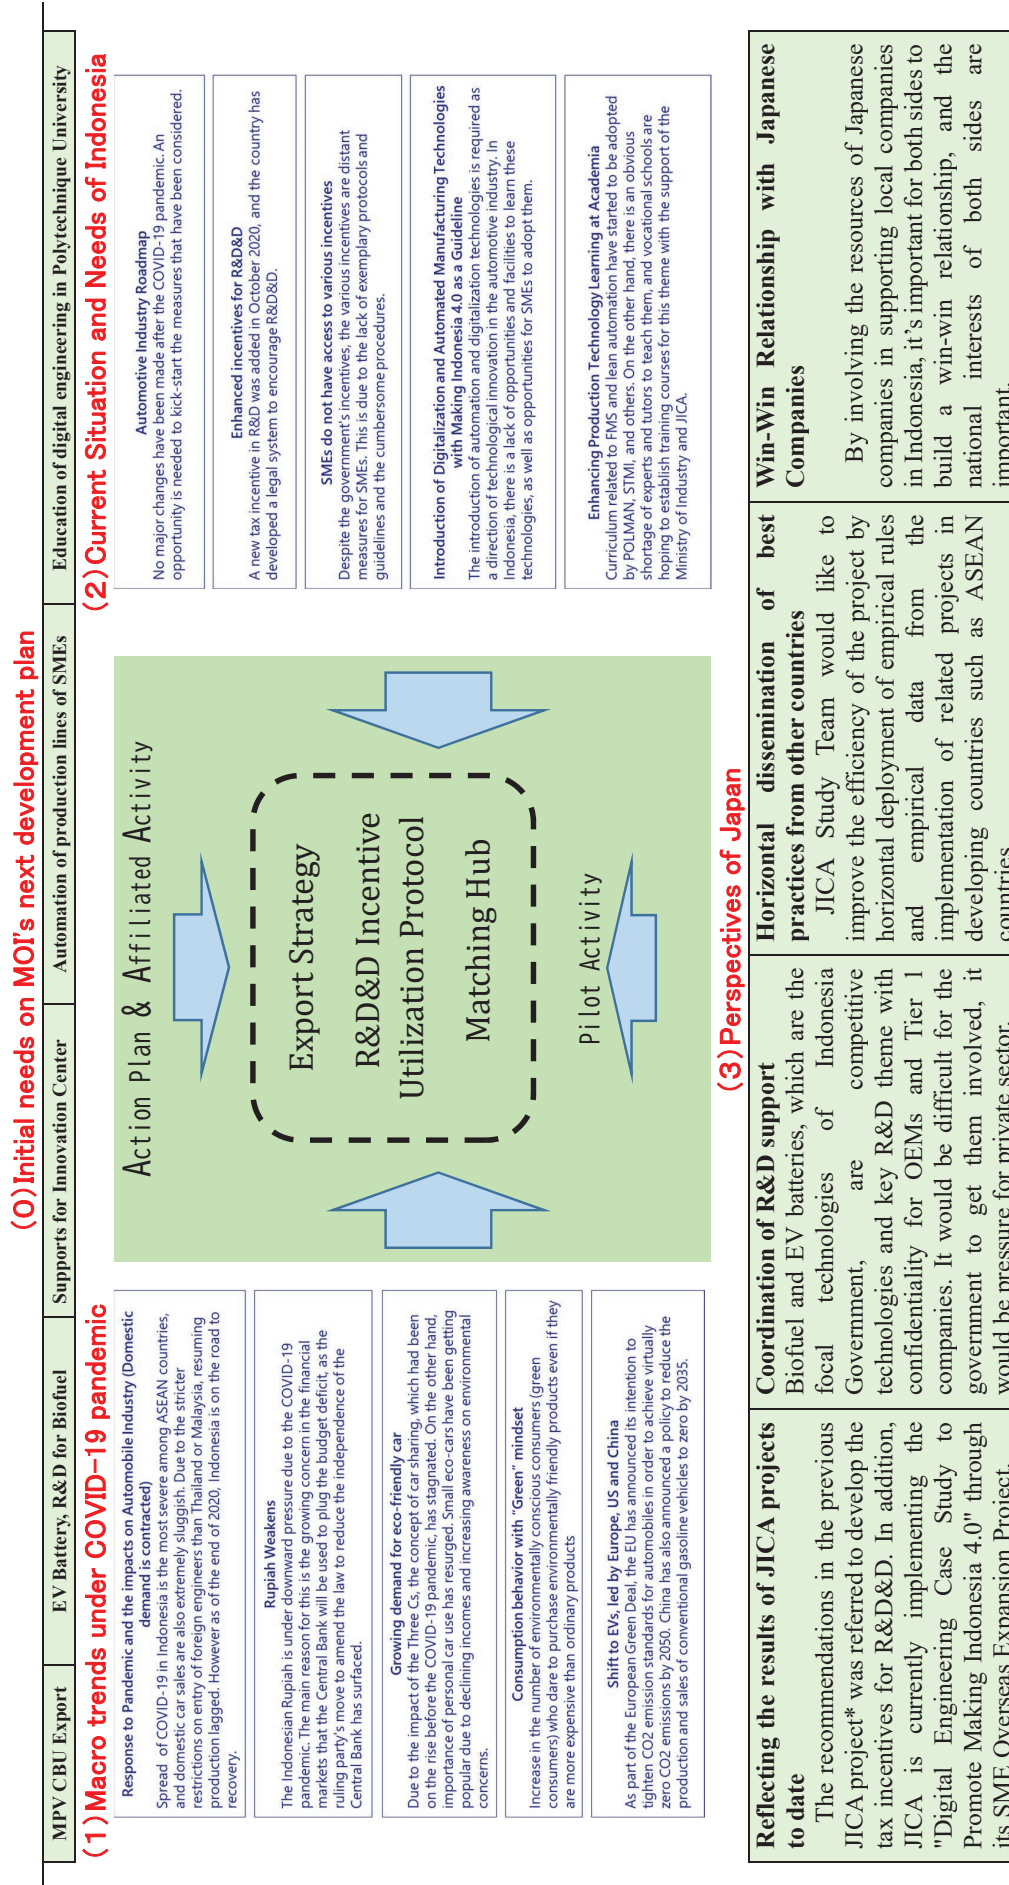 (0)Initial needs on MOI's next development plan
MPV CBU Export
EV Battery, R&D for Biofuel
Supports for Innovation Center
Automation of production lines of SMEs
Education of digital engineering in Polytechnique University
(1)Macro trends under COVID-19 pandemic
Response to Pandemic and the impacts on Automobile Industry (Domestic
demand is contracted)
Spread of COVID-19 in Indonesia is the most severe among ASEAN countries,
and domestic car sales are also extremely sluggish. Due to the stricter
restrictions on entry of foreign engineers than Thailand or Malaysia, resuming
production lagged. However as of the end of 2020, Indonesia is on the road to
recovery.
Rupiah Weakens
The Indonesian Rupiah is under downward pressure due to the COVID-19
pandemic. The main reason for this is the growing concern in the financial
markets that the Central Bank will be used to plug the budget deficit, as the
ruling party's move to amend the law to reduce the independence of the
Central Bank has surfaced.
Growing demand for eco-friendly car
Due to the impact of the Three Cs, the concept of car sharing, which had been
on the rise before the COVID-19 pandemic, has stagnated. On the other hand,
importance of personal car use has resurged. Small eco-cars have been getting
popular due to declining incomes and increasing awareness on environmental
concerns.
Consumption behavior with "Green" mindset
Increase in the number of environmentally conscious consumers (green
consumers) who dare to purchase environmentally friendly products even if they
are more expensive than ordinary products
Shift to EVs, led by Europe, US and China
As part of the European Green Deal, the EU has announced its intention to
tighten CO2 emission standards for automobiles in order to achieve virtually
zero CO2 emissions by 2050. China has also announced a policy to reduce the
production and sales of conventional gasoline vehicles to zero by 2035.
Action Plan & Affiliated Activity
Export Strategy
R&D&D Incentive
Utilization Protocol
Matching Hub
Pilot Activity
(2)Current Situation and Needs of Indonesia
Automotive Industry Roadmap
No major changes have been made after the COVID-19 pandemic. An
opportunity is needed to kick-start the measures that have been considered.
Enhanced incentives for R&D&D
A new tax incentive in R&D was added in October 2020, and the country has
developed a legal system to encourage R&D&D.
SMEs do not have access to various incentives
Despite the government's incentives, the various incentives are distant
measures for SMEs. This is due to the lack of exemplary protocols and
guidelines and the cumbersome procedures.
Introduction of Digitalization and Automated Manufacturing Technologies
with Making Indonesia 4.0 as a Guideline
The introduction of automation and digitalization technologies is required as
a direction of technological innovation in the automotive industry. In
Indonesia, there is a lack of opportunities and facilities to learn these
technologies, as well as opportunities for SMEs to adopt them.
Enhancing Production Technology Learning at Academia
Curriculum related to FMS and lean automation have started to be adopted
by POLMAN, STMI, and others. On the other hand, there is an obvious
shortage of experts and tutors to teach them, and vocational schools are
hoping to establish training courses for this theme with the support of the
Ministry of Industry and JICA.
(3)Perspectives of Japan
Reflecting the results of JICA projects
to date
The recommendations in the previous
JICA project* was referred to develop the
tax incentives for R&D&D. In addition,
JICA is currently implementing the
"Digital Engineering Case Study to
Promote Making Indonesia 4.0" through
its SME Overseas Expansion Project.
Coordination of R&D support
Biofuel and EV batteries, which are the
focal technologies of Indonesia
Government, are competitive
technologies and key R&D theme with
confidentiality for OEMs and Tier 1
companies. It would be difficult for the
government to get them involved, it
would be pressure for private sector.
Horizontal dissemination of best
practices from other countries
JICA Study Team would like to
improve the efficiency of the project by
horizontal deployment of empirical rules
and empirical data from the
implementation of related projects in
developing countries such as ASEAN
countries.
Win-Win Relationship with Japanese
Companies
By involving the resources of Japanese
companies in supporting local companies
in Indonesia, it's important for both sides to
build a win-win relationship, and the
national interests of both sides are
important.